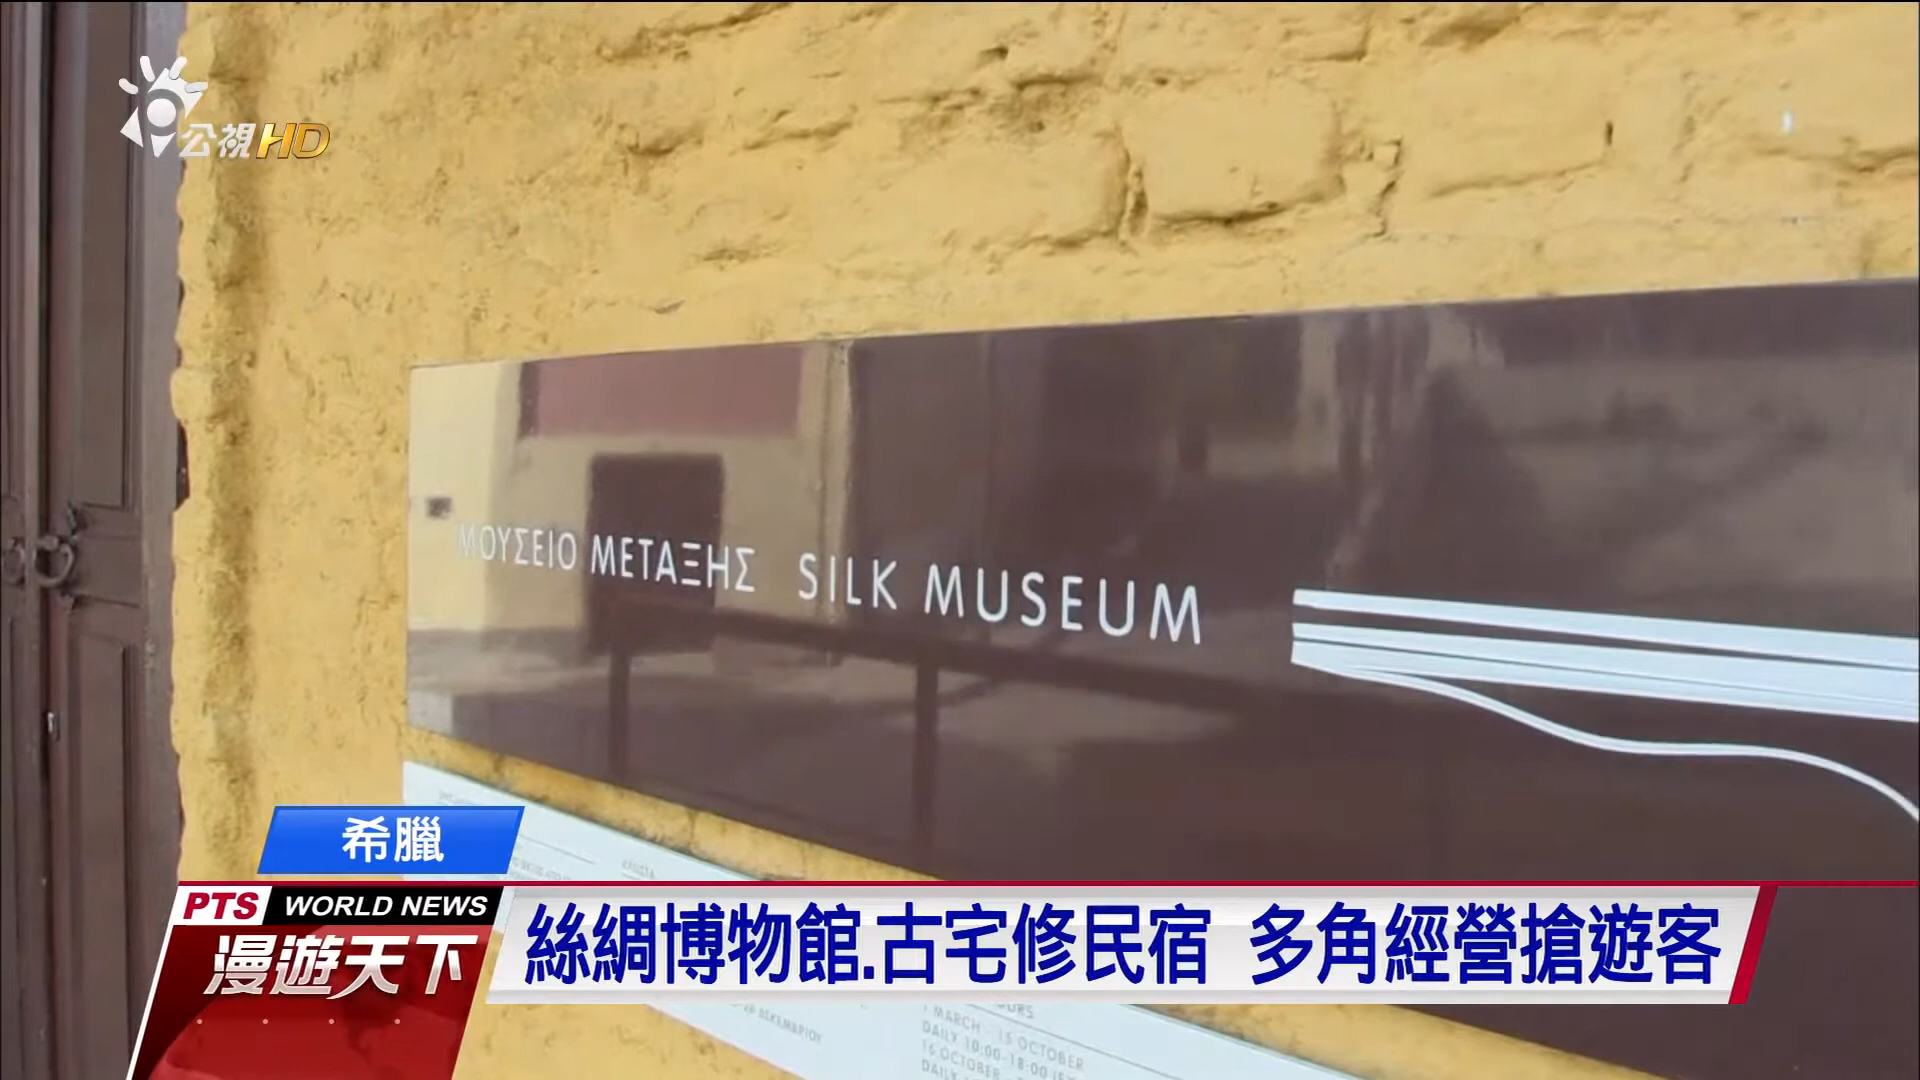 公視HD
ΜΟΥΣΕΙΟ ΜΕΤΑΞΗΣ SILK MUSEUM
希臘
PTS WORLD NEWS
漫遊天下
絲綢博物館.古宅修民宿 多角經營搶遊客
ΔΕΚΕΜΒΡΙΟΥ
1 MARCH - 15 OCTOBER
DAILY 10:00-18:00
16 OCTOBER
DAILY